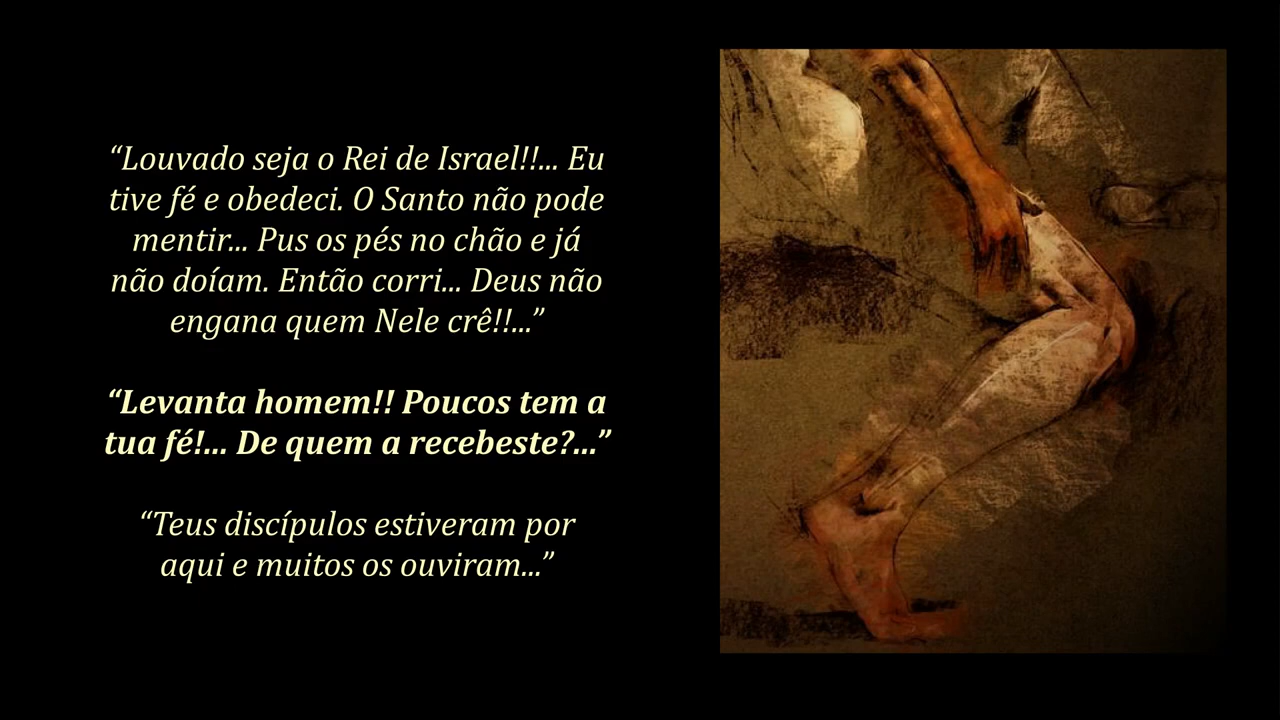 “Louvado seja o Rei de Israel!!... Eu
tive fé e obedeci. O Santo não pode
mentir... Pus os pés no chão e já
não doíam. Então corri... Deus não
engana quem Nele crê!!...”
“Levanta homem!! Poucos tem a
tua fé!... De quem a recebeste?...”
“Teus discípulos estiveram por
aqui e muitos os ouviram...”